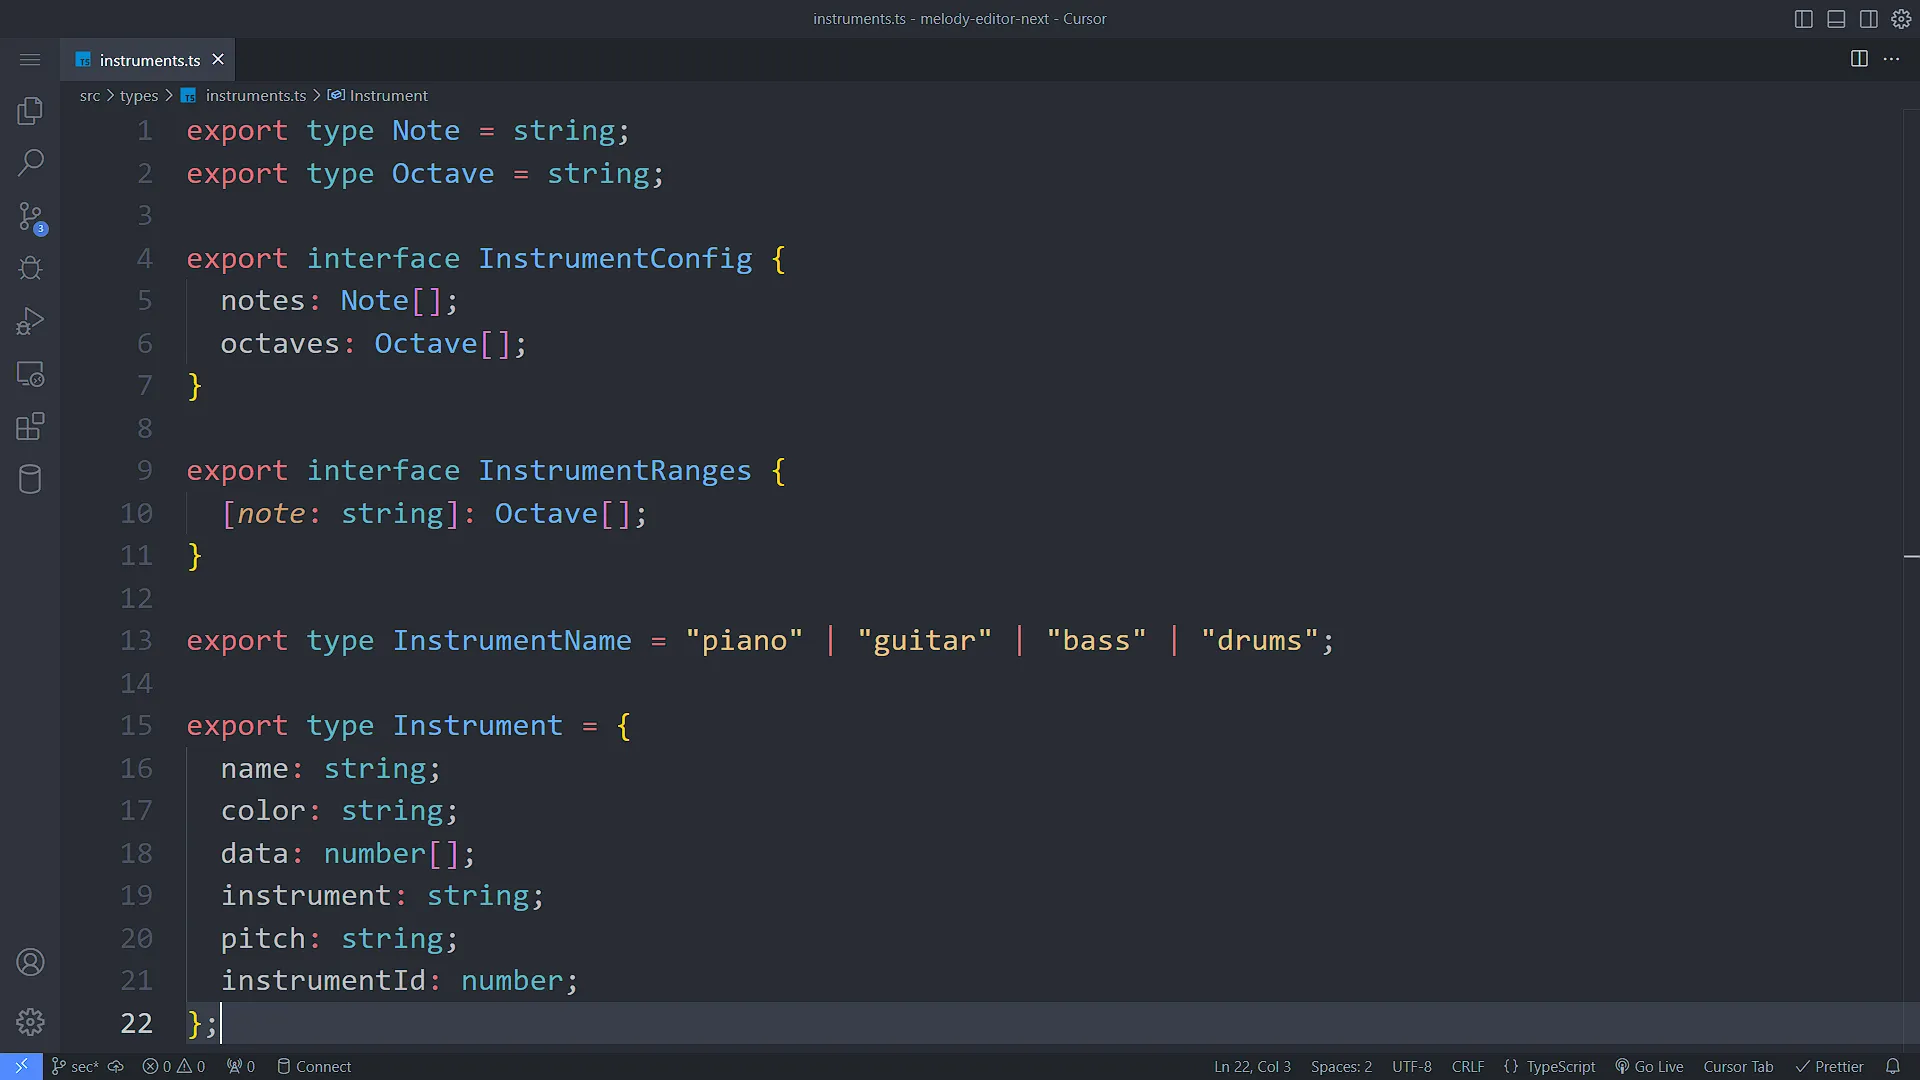 instruments.ts - melody-editor-next - Cursor
TS instruments.ts
src > types > TS instruments.ts > Instrument
1 export type Note = string;
2 export type Octave = string;
3
4 export interface InstrumentConfig {
5   notes: Note[];
6   octaves: Octave[];
7 }
8
9 export interface InstrumentRanges {
10   [note: string]: Octave[];
11 }
12
13 export type InstrumentName = "piano" | "guitar" | "bass" | "drums";
14
15 export type Instrument = {
16   name: string;
17   color: string;
18   data: number[];
19   instrument: string;
20   pitch: string;
21   instrumentId: number;
22 };
3
sec* 0 0 0 Connect Ln 22, Col 3 Spaces: 2 UTF-8 CRLF {} TypeScript Go Live Cursor Tab Prettier